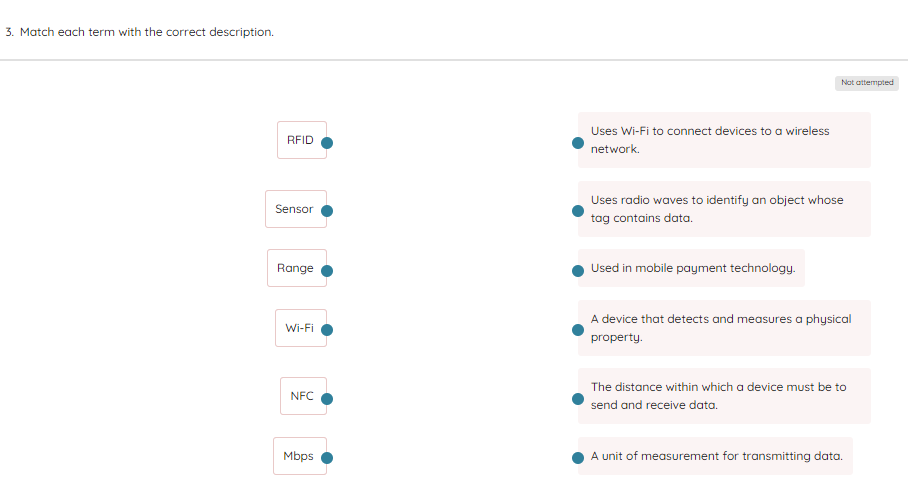 3. Match each term with the correct description.
Not attempted
RFID
Uses Wi-Fi to connect devices to a wireless
network.
Sensor
Uses radio waves to identify an object whose
tag contains data.
Range
Used in mobile payment technology.
Wi-Fi
A device that detects and measures a physical
property.
NFC
The distance within which a device must be to
send and receive data.
Mbps
A unit of measurement for transmitting data.